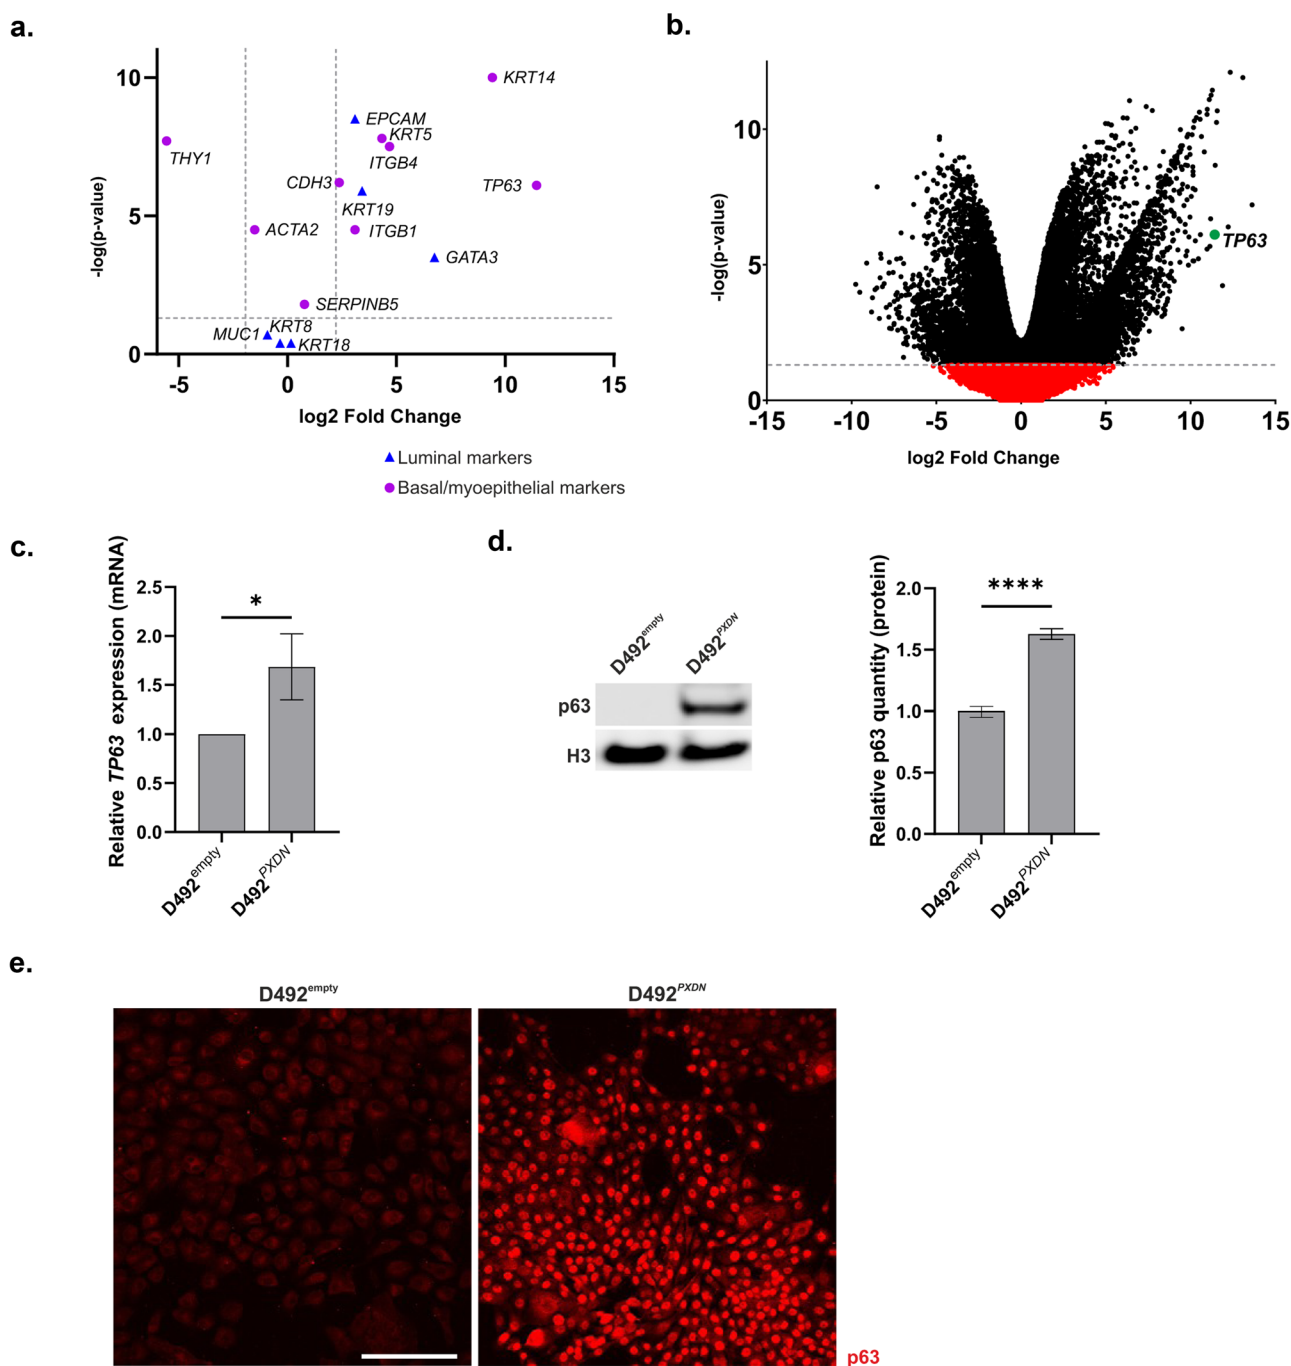 a.
-log(p-value)
10
5
0
-5
0
5
10
15
log2 Fold Change
KRT14
EPCAM
KRT5
ITGB4
THY1
CDH3
TP63
KRT19
ACTA2
ITGB1
GATA3
SERPINB5
MUC1
KRT8
KRT18
Luminal markers
Basal/myoepithelial markers
b.
-log(p-value)
10
5
0
-15
-10
-5
0
5
10
15
log2 Fold Change
TP63
c.
Relative TP63 expression (mRNA)
2.5
2.0
1.5
1.0
0.5
0.0
*
D492empty
D492PXDN
d.
D492empty
D492PXDN
p63
H3
Relative p63 quantity (protein)
2.0
1.5
1.0
0.5
0.0
****
D492empty
D492PXDN
e.
D492empty
D492PXDN
p63